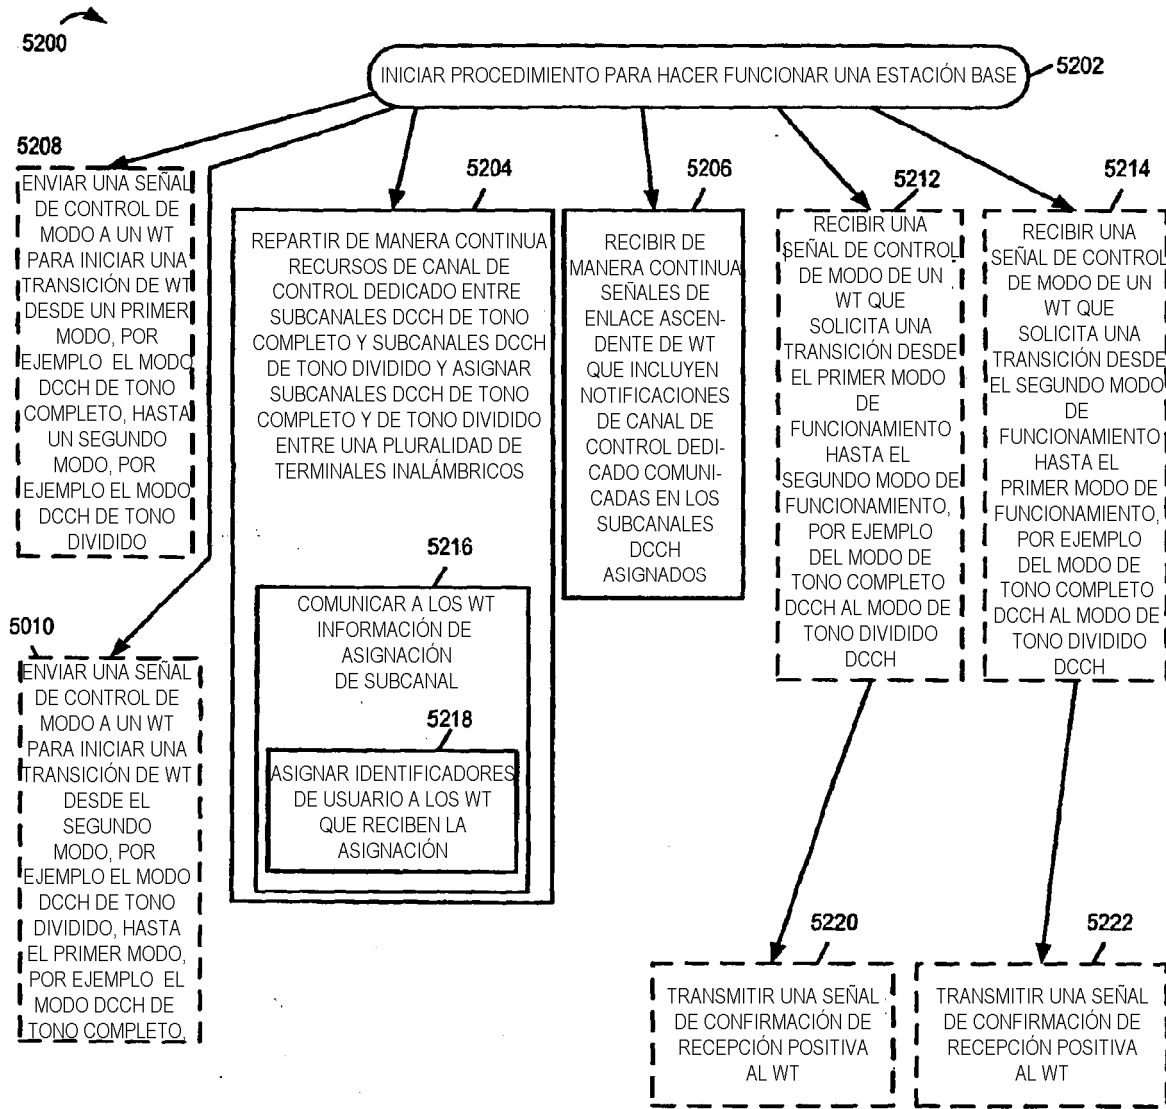 5200
INICIAR PROCEDIMIENTO PARA HACER FUNCIONAR UNA ESTACIÓN BASE
5202
5208
ENVIAR UNA SEÑAL
DE CONTROL DE
MODO A UN WT
PARA INICIAR UNA
TRANSICIÓN DE WT
DESDE UN PRIMER
MODO, POR
EJEMPLO EL MODO
DCCH DE TONO
COMPLETO, HASTA
UN SEGUNDO
MODO, POR
EJEMPLO EL MODO
DCCH DE TONO
DIVIDIDO
5010
ENVIAR UNA SEÑAL
DE CONTROL DE
MODO A UN WT
PARA INICIAR UNA
TRANSICIÓN DE WT
DESDE EL
SEGUNDO
MODO, POR
EJEMPLO EL MODO
DCCH DE TONO
DIVIDIDO, HASTA
EL PRIMER MODO,
POR EJEMPLO EL
MODO DCCH DE
TONO COMPLETO,
5204
REPARTIR DE MANERA CONTINUA
RECURSOS DE CANAL DE
CONTROL DEDICADO ENTRE
SUBCANALES DCCH DE TONO
COMPLETO Y SUBCANALES DCCH
DE TONO DIVIDIDO Y ASIGNAR
SUBCANALES DCCH DE TONO
COMPLETO Y DE TONO DIVIDIDO
ENTRE UNA PLURALIDAD DE
TERMINALES INALÁMBRICOS
5216
COMUNICAR A LOS WT
INFORMACIÓN DE
ASIGNACIÓN
DE SUBCANAL
5218
ASIGNAR IDENTIFICADORES
DE USUARIO A LOS WT
QUE RECIBEN LA
ASIGNACIÓN
5206
RECIBIR DE
MANERA CONTINUA
SEÑALES DE
ENLACE ASCEN-
DENTE DE WT
QUE INCLUYEN
NOTIFICACIONES
DE CANAL DE
CONTROL DEDI-
CADO COMUNI-
CADAS EN LOS
SUBCANALES
DCCH
ASIGNADOS
5212
RECIBIR UNA
SEÑAL DE CONTROL
DE MODO DE UN
WT QUE
SOLICITA UNA
TRANSICIÓN DESDE
EL PRIMER MODO
DE
FUNCIONAMIENTO
HASTA EL
SEGUNDO MODO DE
FUNCIONAMIENTO,
POR EJEMPLO
DEL MODO DE
TONO COMPLETO
DCCH AL MODO DE
TONO DIVIDIDO
DCCH
5214
RECIBIR UNA
SEÑAL DE CONTROL
DE MODO DE UN
WT QUE
SOLICITA UNA
TRANSICIÓN DESDE
EL SEGUNDO MODO
DE
FUNCIONAMIENTO
HASTA EL
PRIMER MODO DE
FUNCIONAMIENTO,
POR EJEMPLO
DEL MODO DE
TONO COMPLETO
DCCH AL MODO DE
TONO DIVIDIDO
DCCH
5220
TRANSMITIR UNA SEÑAL
DE CONFIRMACIÓN DE
RECEPCIÓN POSITIVA
AL WT
5222
TRANSMITIR UNA SEÑAL
DE CONFIRMACIÓN DE
RECEPCIÓN POSITIVA
AL WT